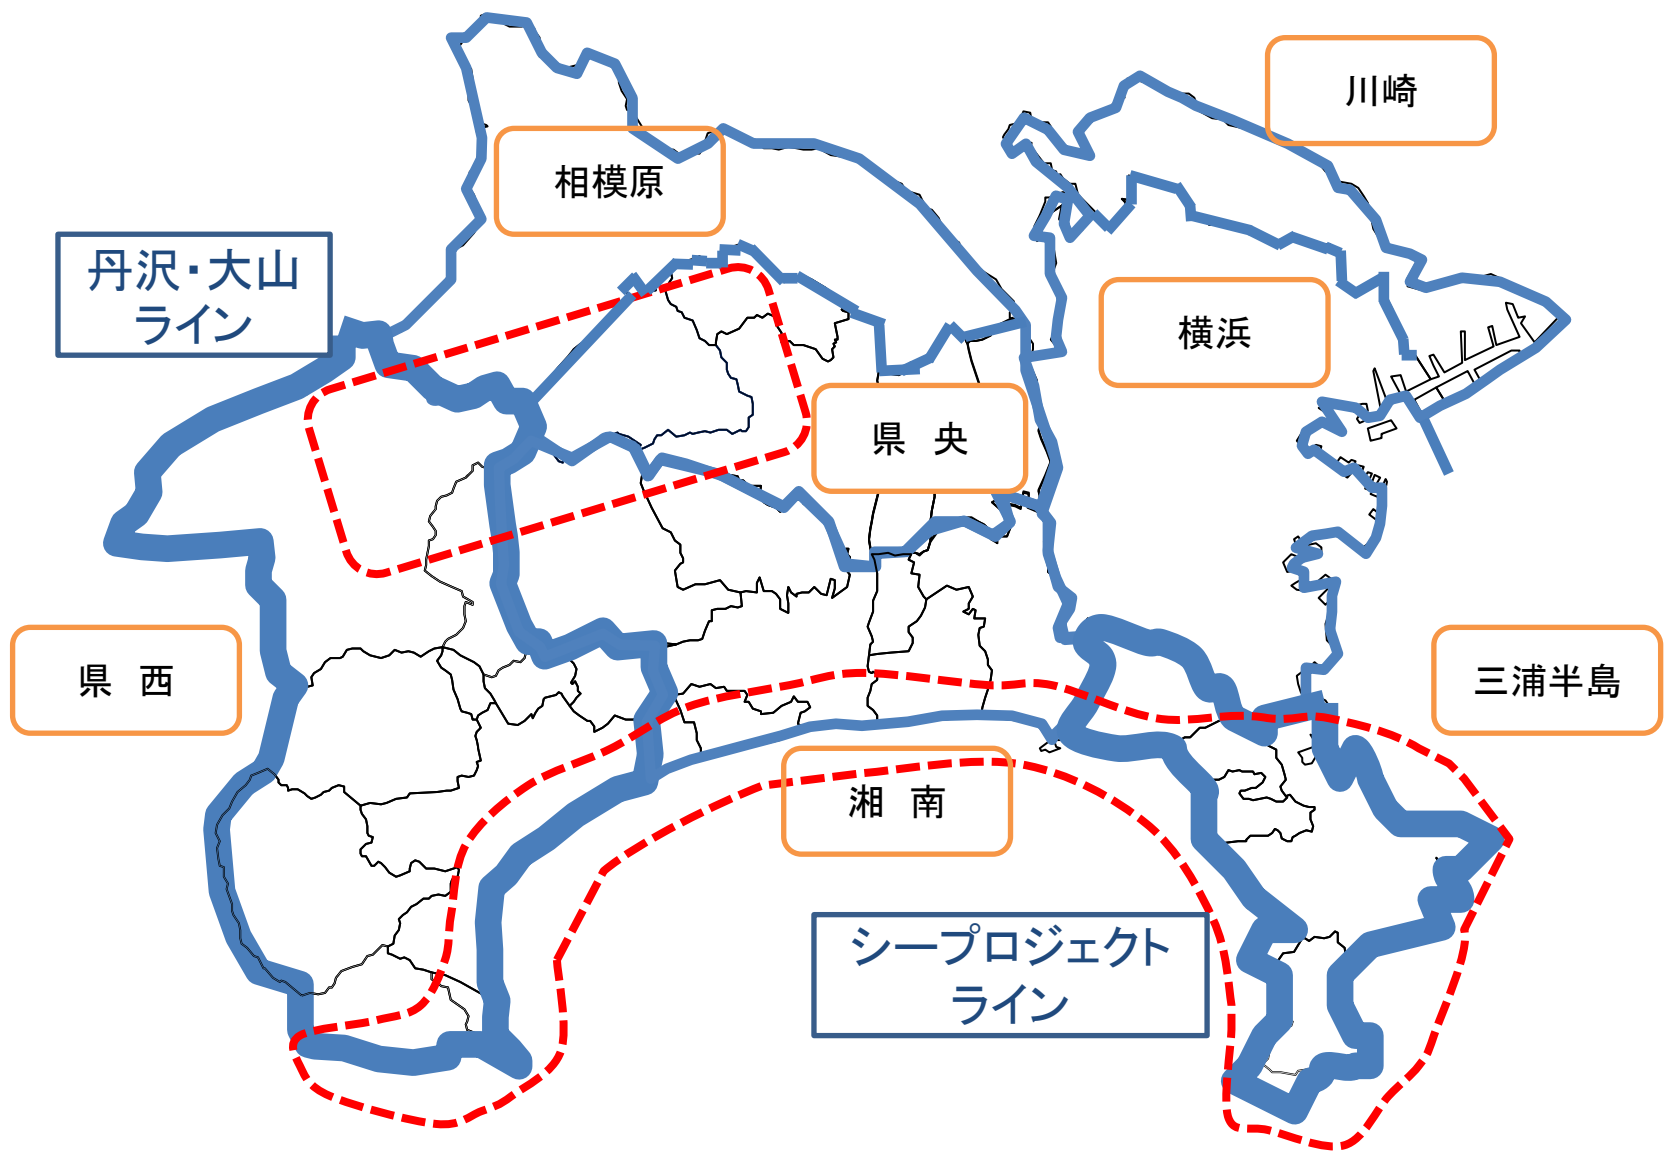 川崎
相模原
丹沢・大山
ライン
横浜
県　央
県　西
三浦半島
湘　南
シープロジェクト
ライン